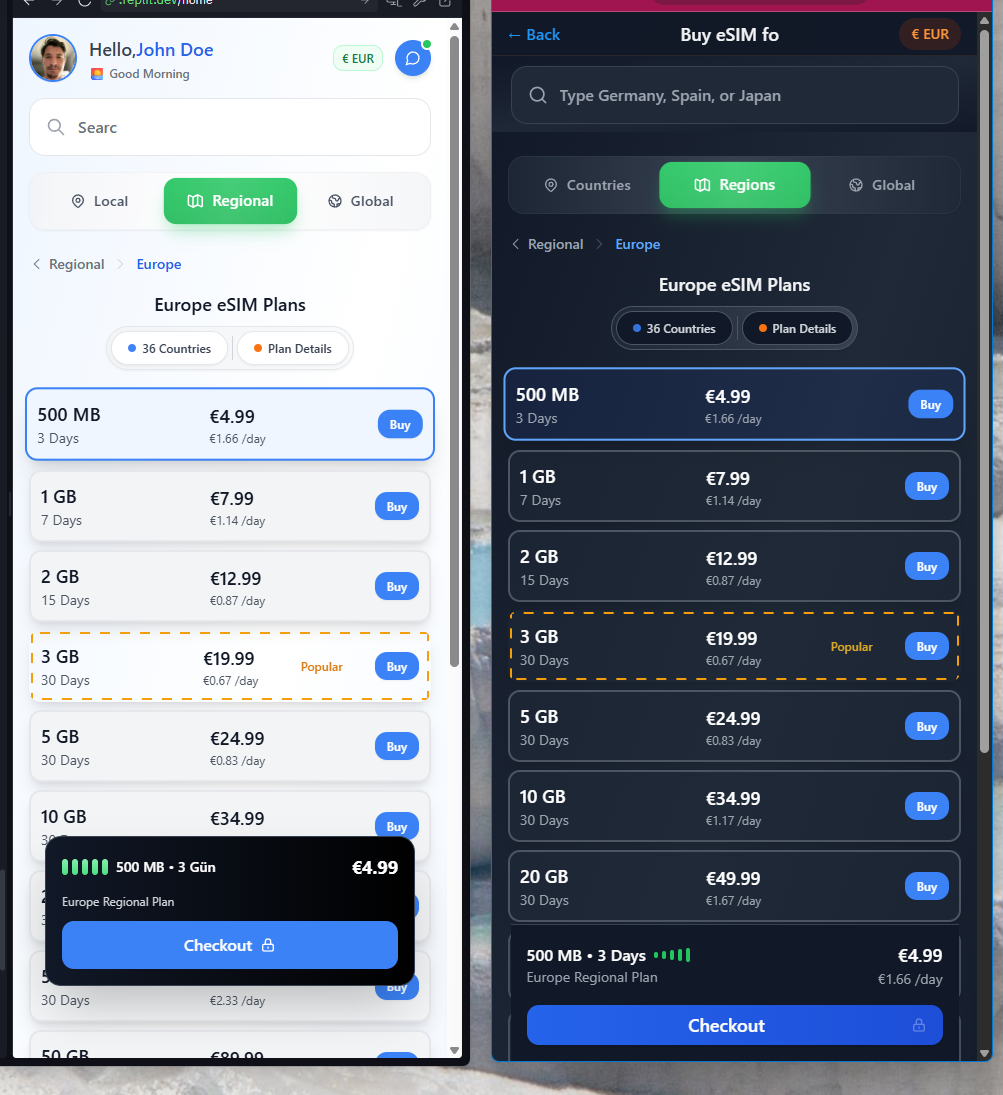 .replit.dev/home
Hello,John Doe
Good Morning
€ EUR
Searc
Local
Regional
Global
Regional
Europe
Europe eSIM Plans
36 Countries
Plan Details
500 MB
€4.99
3 Days
€1.66 /day
Buy
1 GB
€7.99
7 Days
€1.14 /day
Buy
2 GB
€12.99
15 Days
€0.87 /day
Buy
3 GB
€19.99
30 Days
€0.67 /day
Popular
Buy
5 GB
€24.99
30 Days
€0.83 /day
Buy
10 GB
€34.99
Buy
500 MB • 3 Gün
€4.99
Europe Regional Plan
Checkout
30 Days
€2.33 /day
Buy
50 GB
€89.99
← Back
Buy eSIM fo
€ EUR
Type Germany, Spain, or Japan
Countries
Regions
Global
Regional
Europe
Europe eSIM Plans
36 Countries
Plan Details
500 MB
€4.99
3 Days
€1.66 /day
Buy
1 GB
€7.99
7 Days
€1.14 /day
Buy
2 GB
€12.99
15 Days
€0.87 /day
Buy
3 GB
€19.99
30 Days
€0.67 /day
Popular
Buy
5 GB
€24.99
30 Days
€0.83 /day
Buy
10 GB
€34.99
30 Days
€1.17 /day
Buy
20 GB
€49.99
30 Days
€1.67 /day
Buy
500 MB • 3 Days
€4.99
Europe Regional Plan
€1.66 /day
Checkout